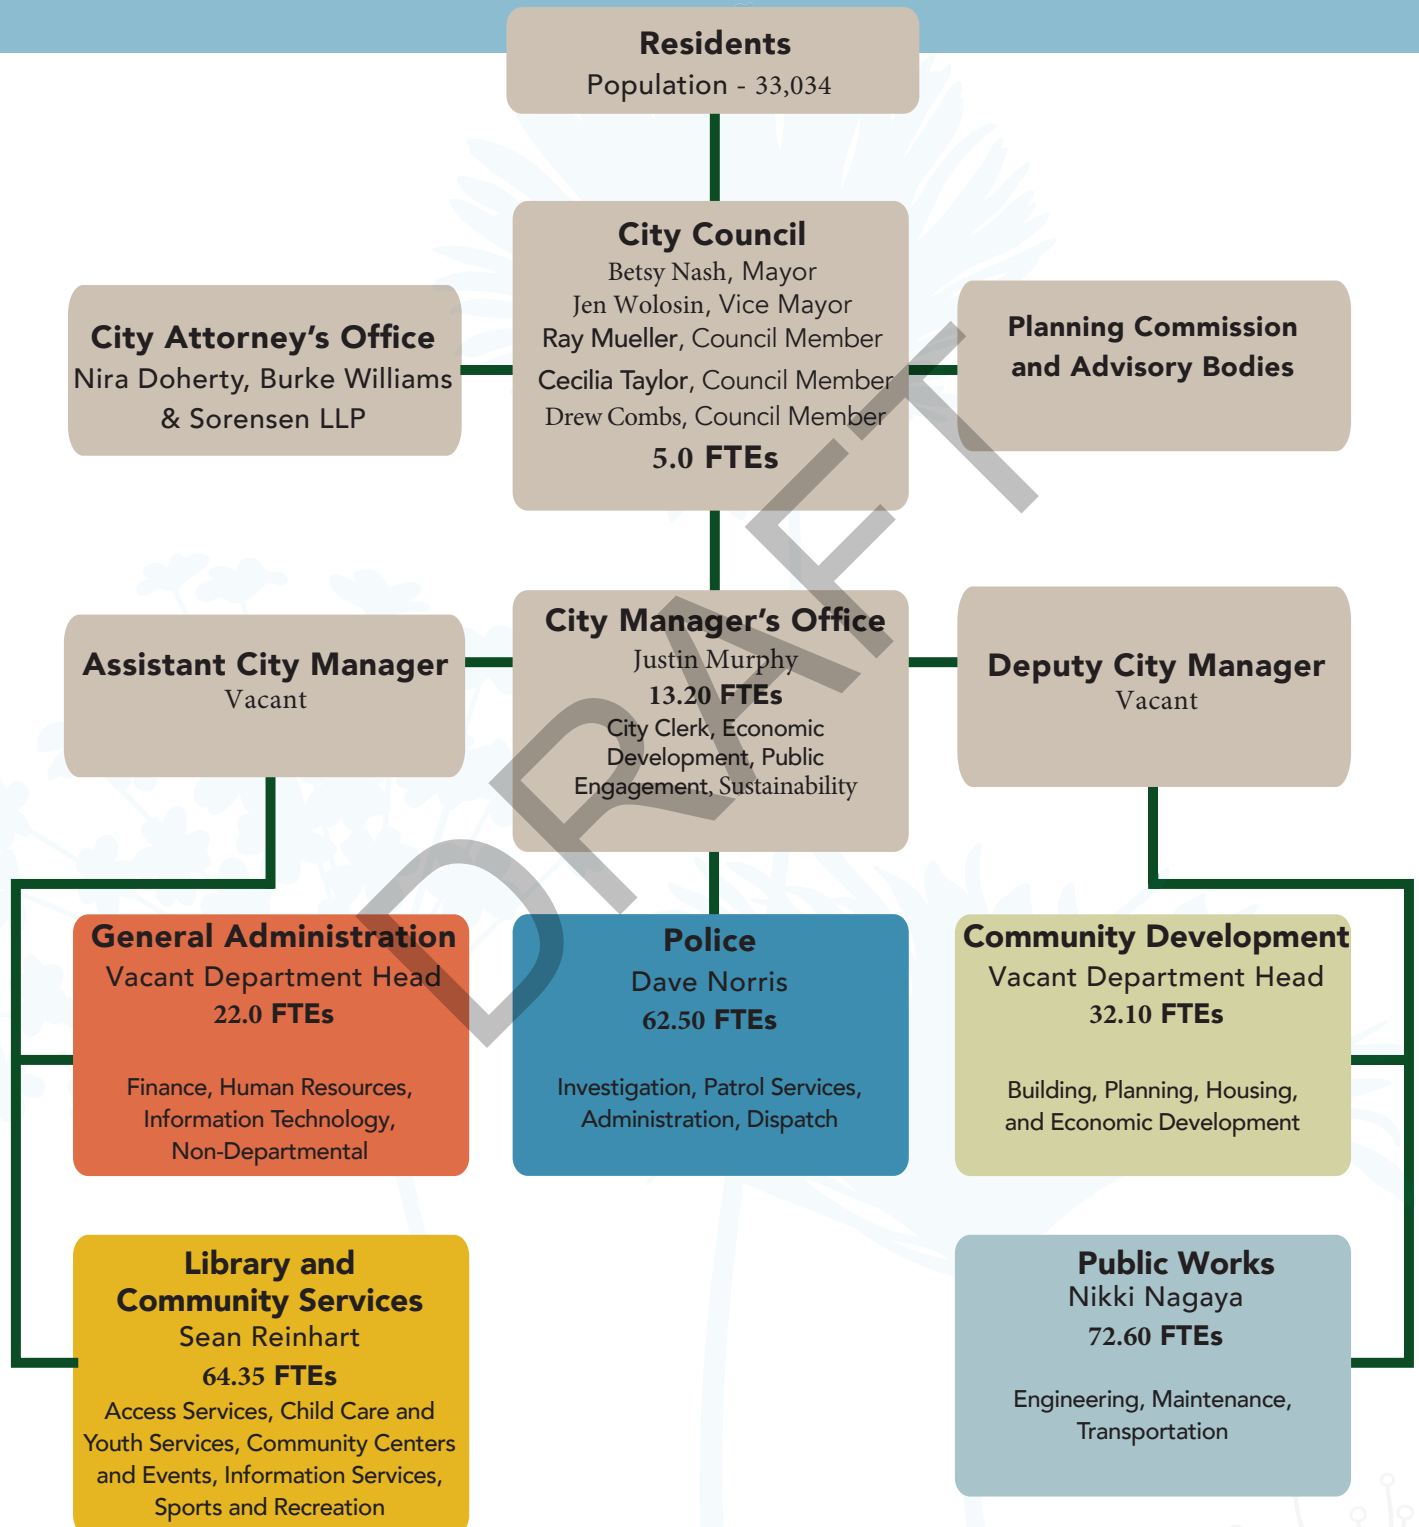 Residents
Population - 33,034
City Council
Betsy Nash, Mayor
Jen Wolosin, Vice Mayor
Ray Mueller, Council Member
Cecilia Taylor, Council Member
Drew Combs, Council Member
5.0 FTEs
City Attorney’s Office
Nira Doherty, Burke Williams
& Sorensen LLP
Planning Commission
and Advisory Bodies
City Manager’s Office
Justin Murphy
13.20 FTEs
City Clerk, Economic
Development, Public
Engagement, Sustainability
Assistant City Manager
Vacant
Deputy City Manager
Vacant
DRAFT
General Administration
Vacant Department Head
22.0 FTEs
Finance, Human Resources,
Information Technology,
Non-Departmental
Police
Dave Norris
62.50 FTEs
Investigation, Patrol Services,
Administration, Dispatch
Community Development
Vacant Department Head
32.10 FTEs
Building, Planning, Housing,
and Economic Development
Library and
Community Services
Sean Reinhart
64.35 FTEs
Access Services, Child Care and
Youth Services, Community Centers
and Events, Information Services,
Sports and Recreation
Public Works
Nikki Nagaya
72.60 FTEs
Engineering, Maintenance,
Transportation